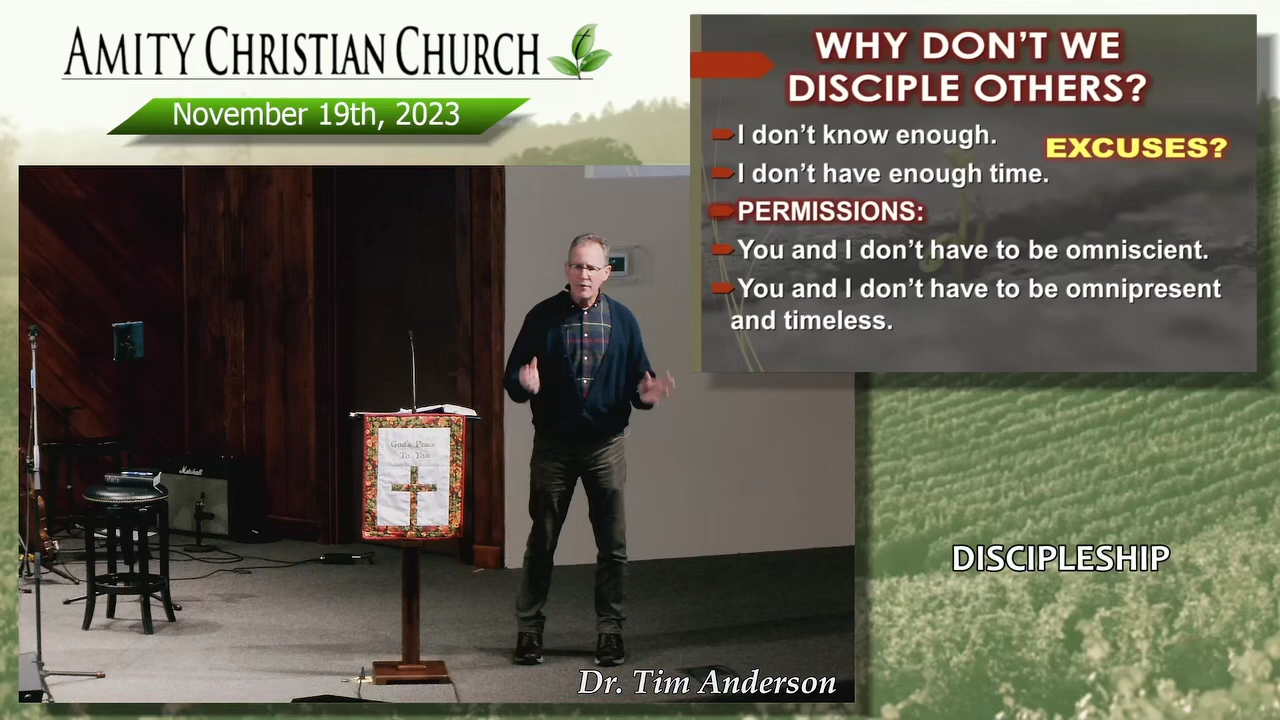 AMITY CHRISTIAN CHURCH
November 19th, 2023
WHY DON'T WE
DISCIPLE OTHERS?
I don't know enough.
EXCUSES?
I don't have enough time.
PERMISSIONS:
You and I don't have to be omniscient.
You and I don't have to be omnipresent
and timeless.
Marshall
God's Peace
To You
DISCIPLESHIP
Dr. Tim Anderson